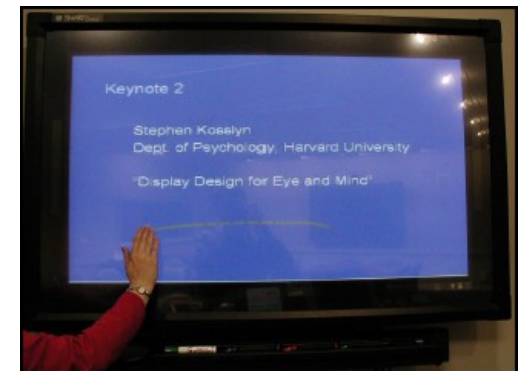 Keynote 2
Stephen Kosslyn
Dept. of Psychology, Harvard University
"Display Design for Eye and Mind"